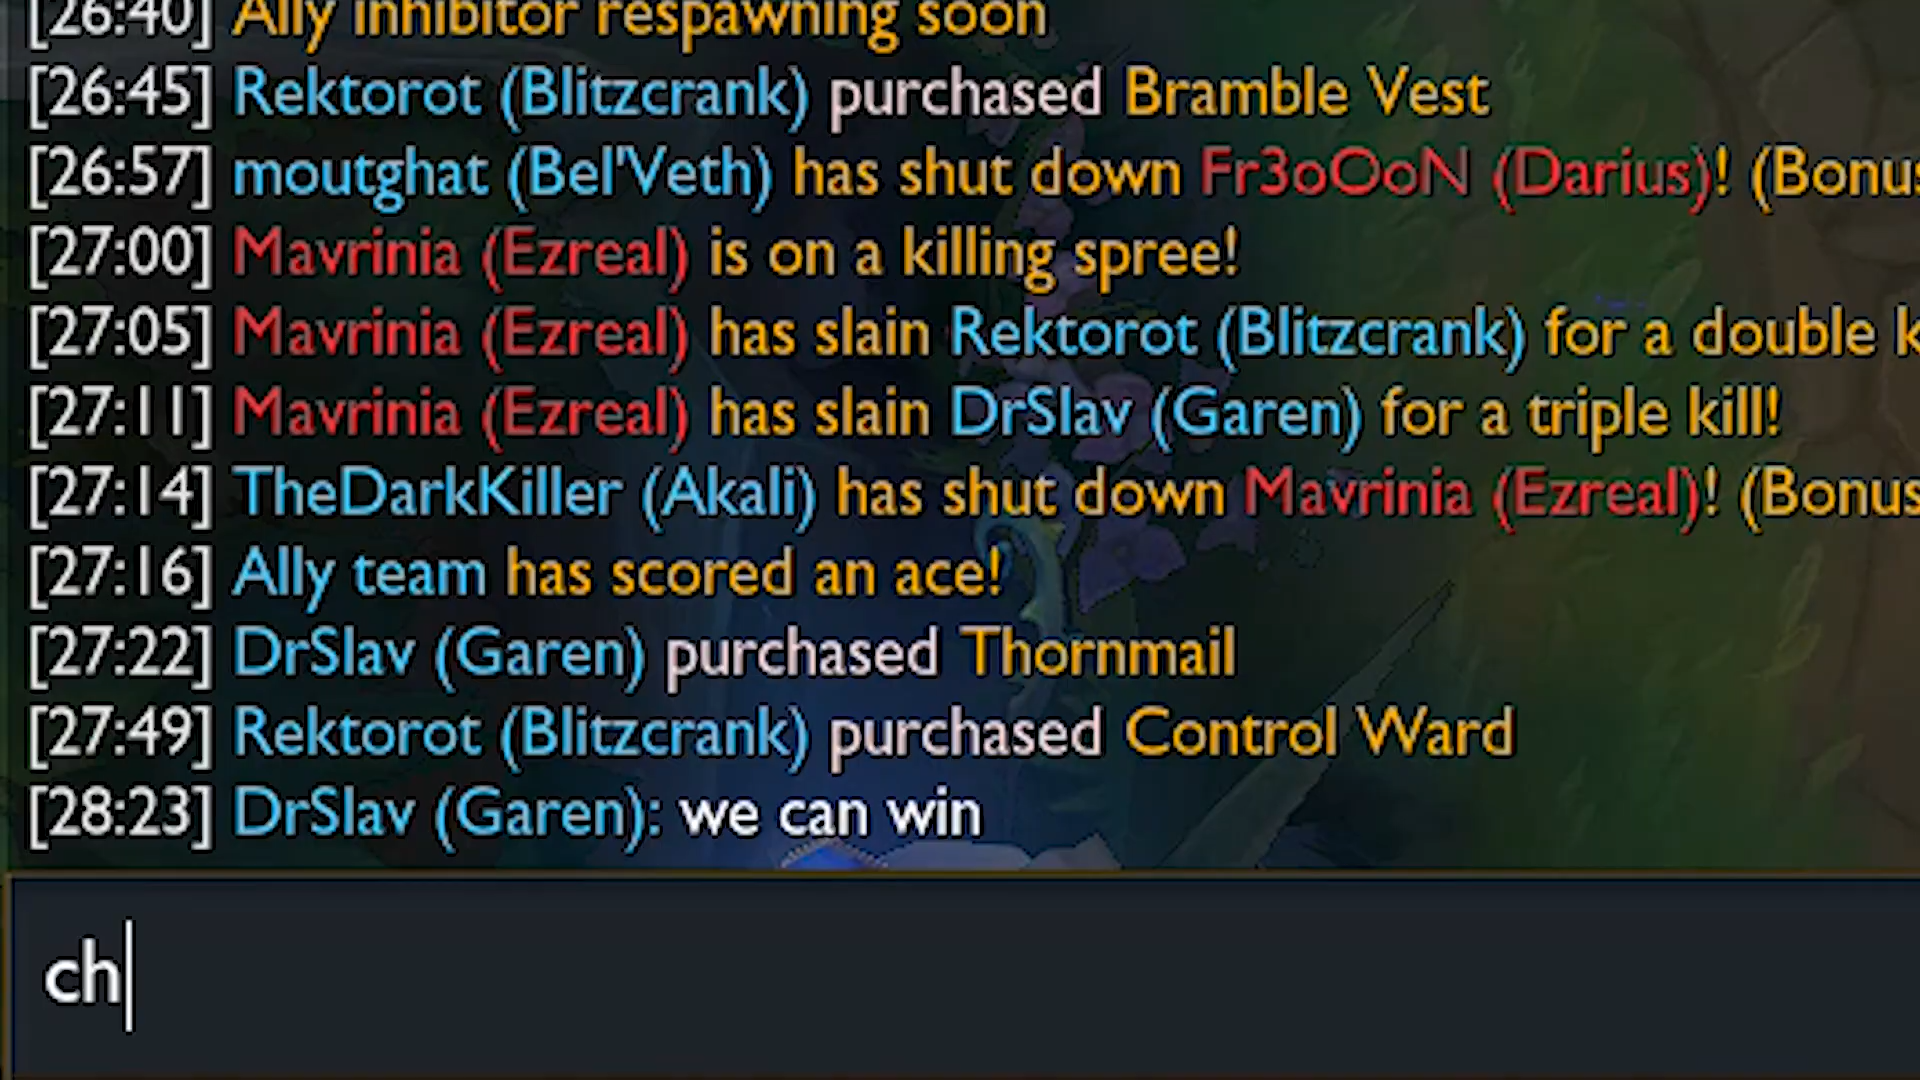 [26:40] Ally inhibitor respawning soon
[26:45] Rektorot (Blitzcrank) purchased Bramble Vest
[26:57] moutghat (Bel'Veth) has shut down Fr3oOoN (Darius)! (Bonus
[27:00] Mavrinia (Ezreal) is on a killing spree!
[27:05] Mavrinia (Ezreal) has slain Rektorot (Blitzcrank) for a double k
[27:11] Mavrinia (Ezreal) has slain DrSlav (Garen) for a triple kill!
[27:14] TheDarkKiller (Akali) has shut down Mavrinia (Ezreal)! (Bonus
[27:16] Ally team has scored an ace!
[27:22] DrSlav (Garen) purchased Thornmail
[27:49] Rektorot (Blitzcrank) purchased Control Ward
[28:23] DrSlav (Garen): we can win
ch